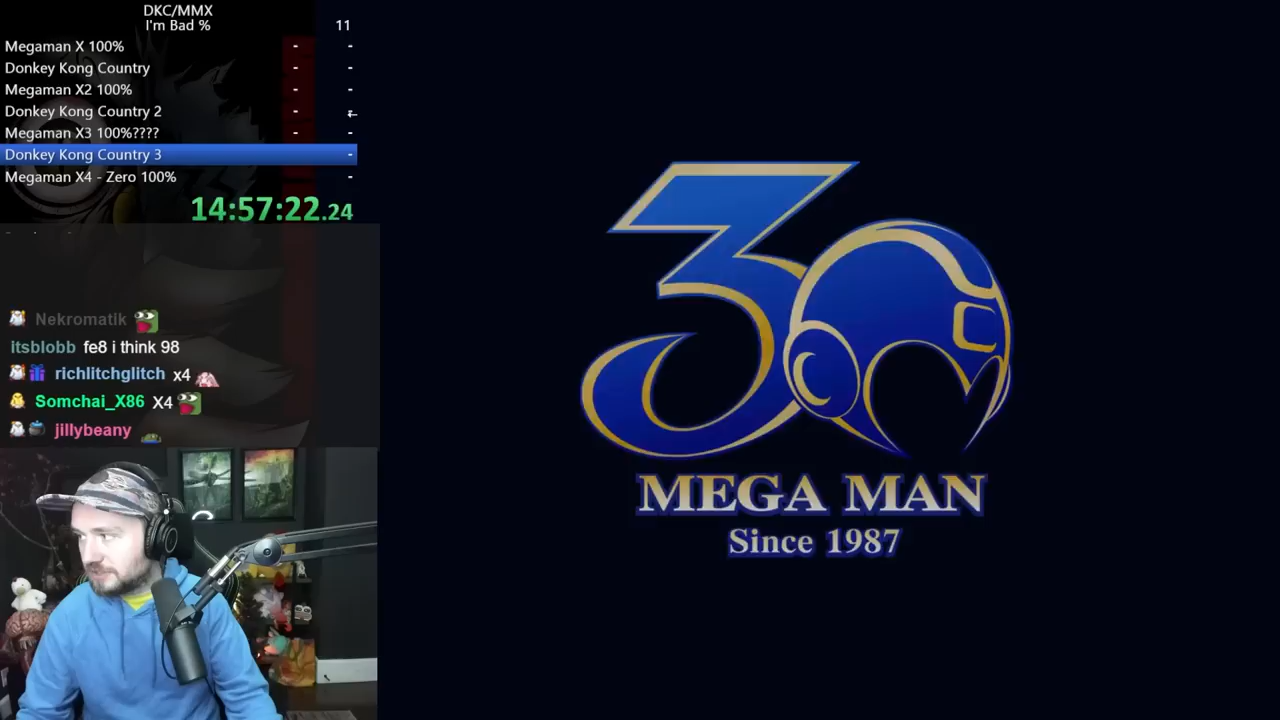 DKC/MMX
I'm Bad %
11
Megaman X 100% - -
Donkey Kong Country - -
Megaman X2 100% - -
Donkey Kong Country 2 - -
Megaman X3 100%???? - -
Donkey Kong Country 3 -
Megaman X4 - Zero 100% -
14:57:22.24
Nekromatik
itsblobb fe8 i think 98
richlitchglitch x4
Somchai_X86 X4
jillybeany
30
MEGA MAN
Since 1987